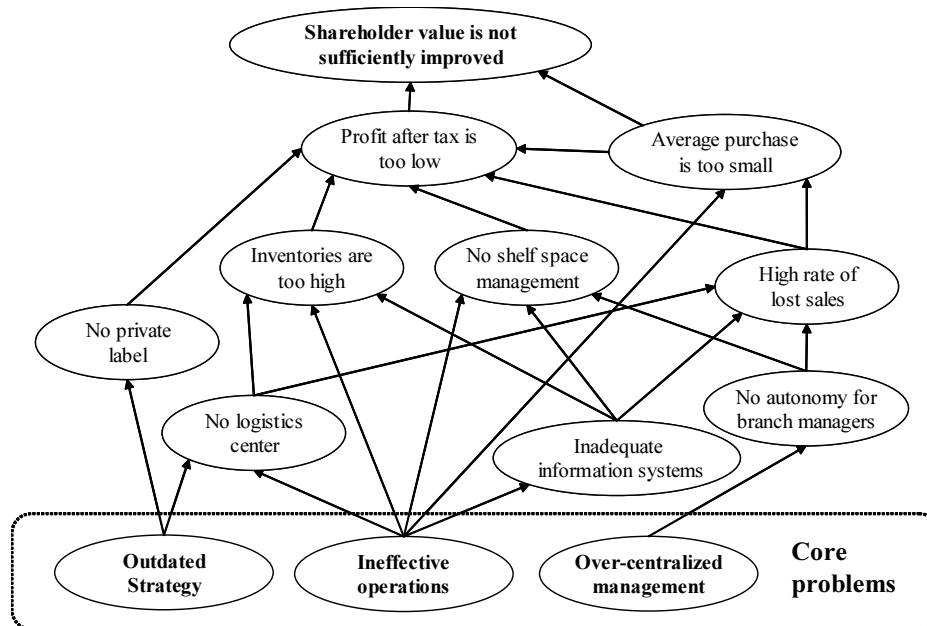 Shareholder value is not
sufficiently improved
Profit after tax is
too low
Average purchase
is too small
Inventories are
too high
No shelf space
management
High rate of
lost sales
No private
label
No logistics
center
Inadequate
information systems
No autonomy for
branch managers
Outdated
Strategy
Ineffective
operations
Over-centralized
management
Core
problems